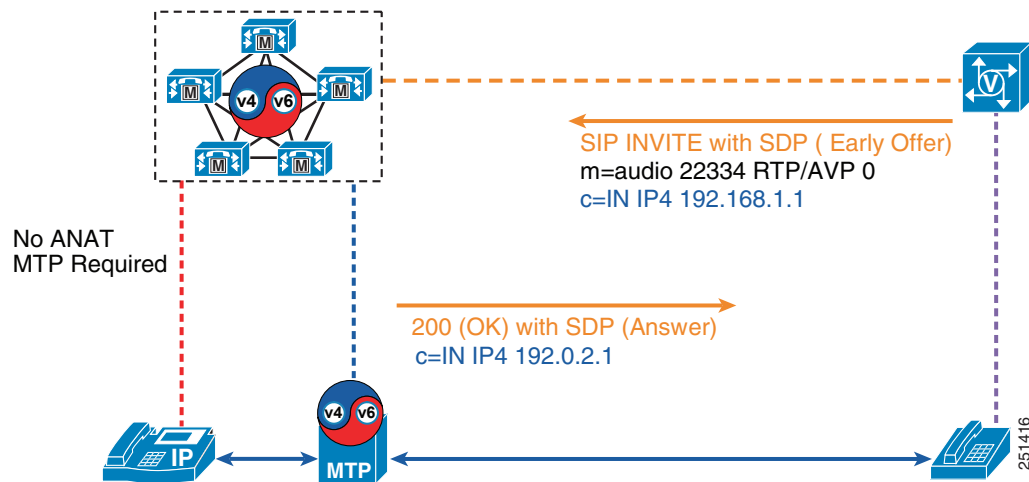 M
M
M
v4
v6
M
M
V
SIP INVITE with SDP ( Early Offer)
m=audio 22334 RTP/AVP 0
c=IN IP4 192.168.1.1
No ANAT
MTP Required
200 (OK) with SDP (Answer)
c=IN IP4 192.0.2.1
v4
v6
IP
MTP
251416